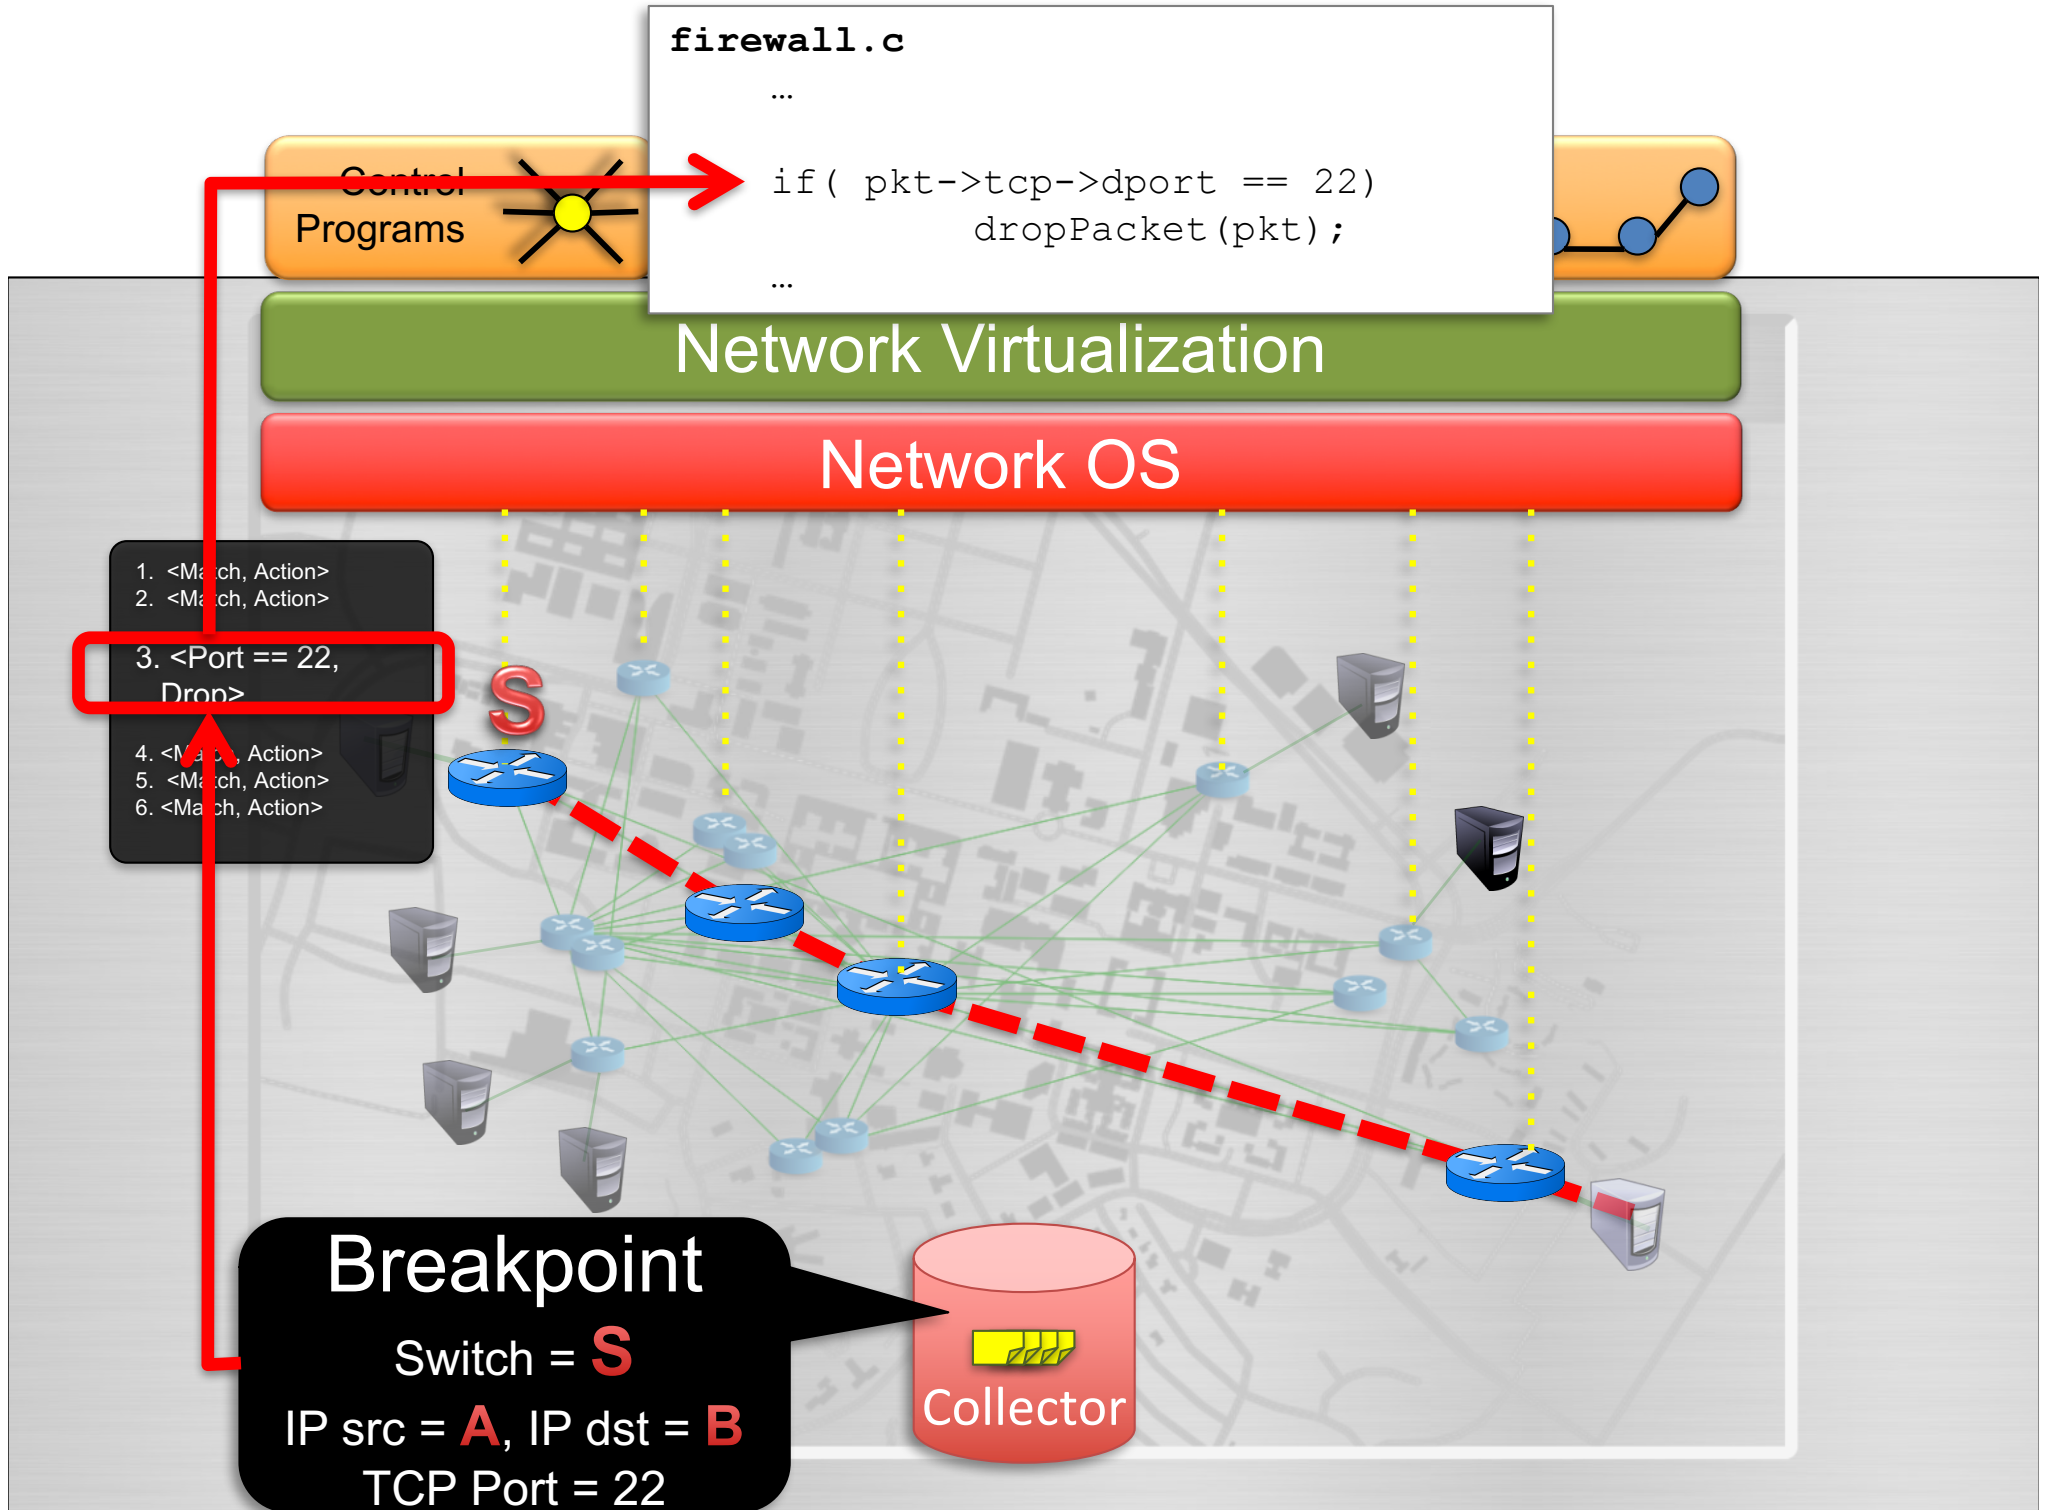 firewall.c
…
if( pkt->tcp->dport == 22)
dropPacket(pkt);
…
Control
Programs
Network Virtualization
Network OS
1. <Match, Action>
2. <Match, Action>
3. <Port == 22,
Drop>
4. <Match, Action>
5. <Match, Action>
6. <Match, Action>
S
Breakpoint
Switch = S
IP src = A, IP dst = B
TCP Port = 22
Collector